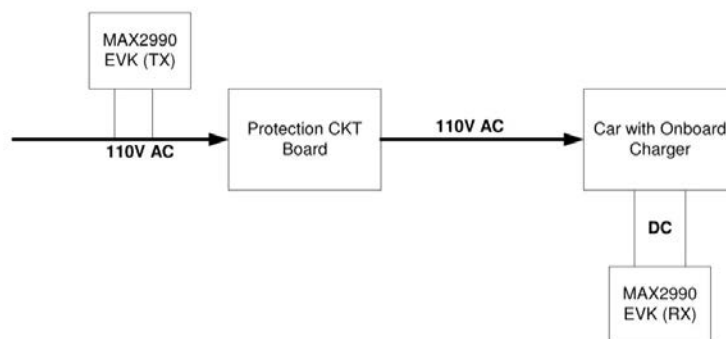 MAX2990
EVK (TX)
110V AC
Protection CKT
Board
110V AC
Car with Onboard
Charger
DC
MAX2990
EVK (RX)